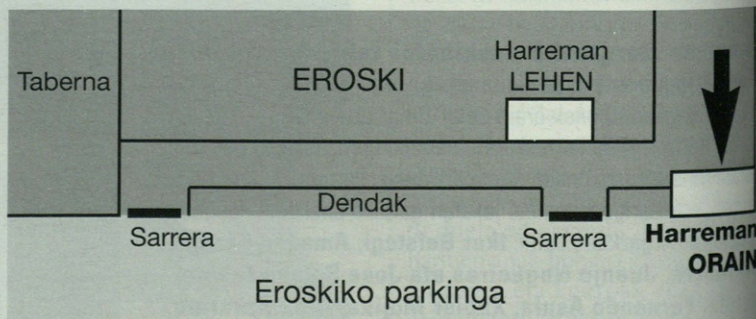 Harreman
Taberna
EROSKI
LEHEN
Dendak
Sarrera
Sarrera
Harreman
ORAIN
Eroskiko parkinga